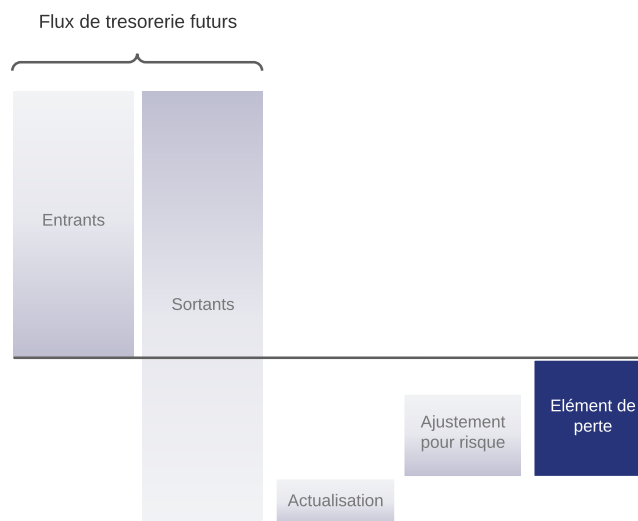 Flux de tresorerie futurs
Entrants
Sortants
Ajustement
pour risque
Elément de
perte
Actualisation